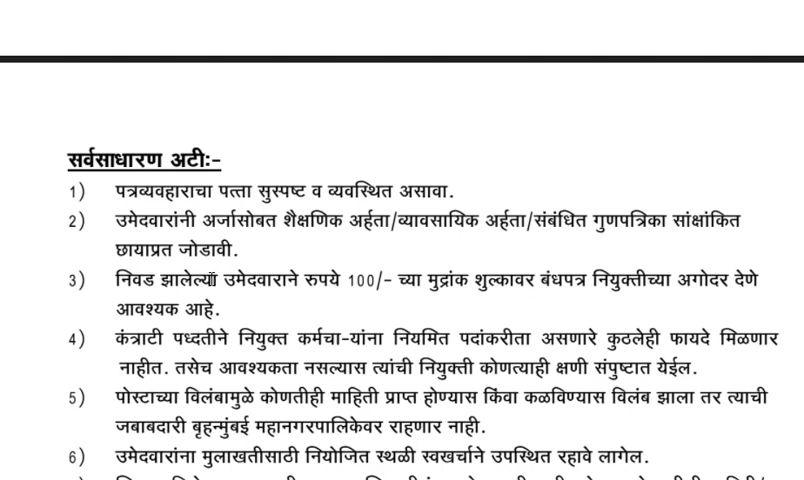 सर्वसाधारण अटी:-
1) पत्रव्यवहाराचा पत्ता सुस्पष्ट व व्यवस्थित असावा.
2) उमेदवारांनी अर्जासोबत शैक्षणिक अर्हता/व्यावसायिक अर्हता/संबंधित गुणपत्रिका सांक्षांकित
छायाप्रत जोडावी.
3) निवड झालेल्या उमेदवाराने रुपये 100/- च्या मुद्रांक शुल्कावर बंधपत्र नियुक्तीच्या अगोदर देणे
आवश्यक आहे.
4) कंत्राटी पध्दतीने नियुक्त कर्मचा-यांना नियमित पदांकरीता असणारे कुठलेही फायदे मिळणार
नाहीत. तसेच आवश्यकता नसल्यास त्यांची नियुक्ती कोणत्याही क्षणी संपुष्टात येईल.
5) पोस्टाच्या विलंबामुळे कोणतीही माहिती प्राप्त होण्यास किंवा कळविण्यास विलंब झाला तर त्याची
जबाबदारी बृहन्मुंबई महानगरपालिकेवर राहणार नाही.
6) उमेदवारांना मुलाखतीसाठी नियोजित स्थळी स्वखर्चाने उपस्थित रहावे लागेल.